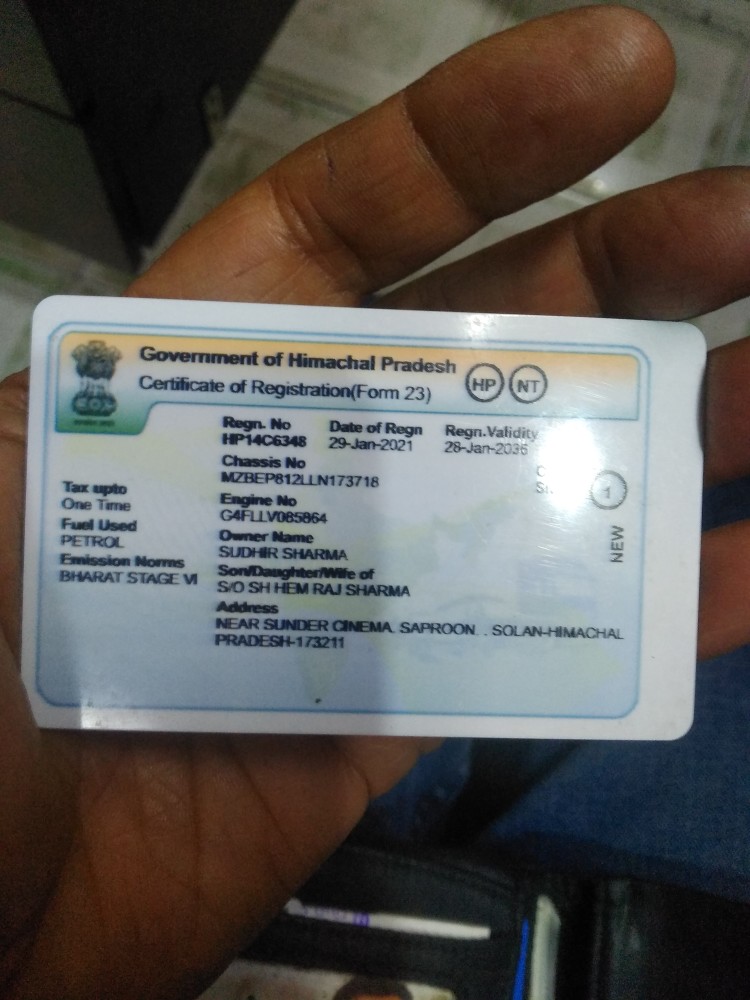 Government of Himachal Pradesh
Certificate of Registration(Form 23)
HP NT
Regn. No Date of Regn Regn.Validity
HP14C6348 29-Jan-2021 28-Jan-2036
Chassis No
MZBEP812LLN173718
1
NEW
Tax upto
One Time
Fuel Used
PETROL
Emission Norms
BHARAT STAGE VI
Engine No
G4FLLV085864
Owner Name
SUDHIR SHARMA
Son/Daughter/Wife of
S/O SH HEM RAJ SHARMA
Address
NEAR SUNDER CINEMA, SAPROON, , SOLAN-HIMACHAL
PRADESH-173211